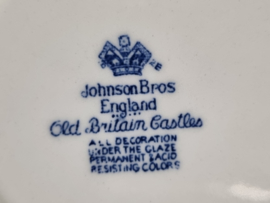 Johnson Bros
England
Old Britain Castles
ALL DECORATION
UNDER THE GLAZE
PERMANENT & ACID
RESISTING COLORS